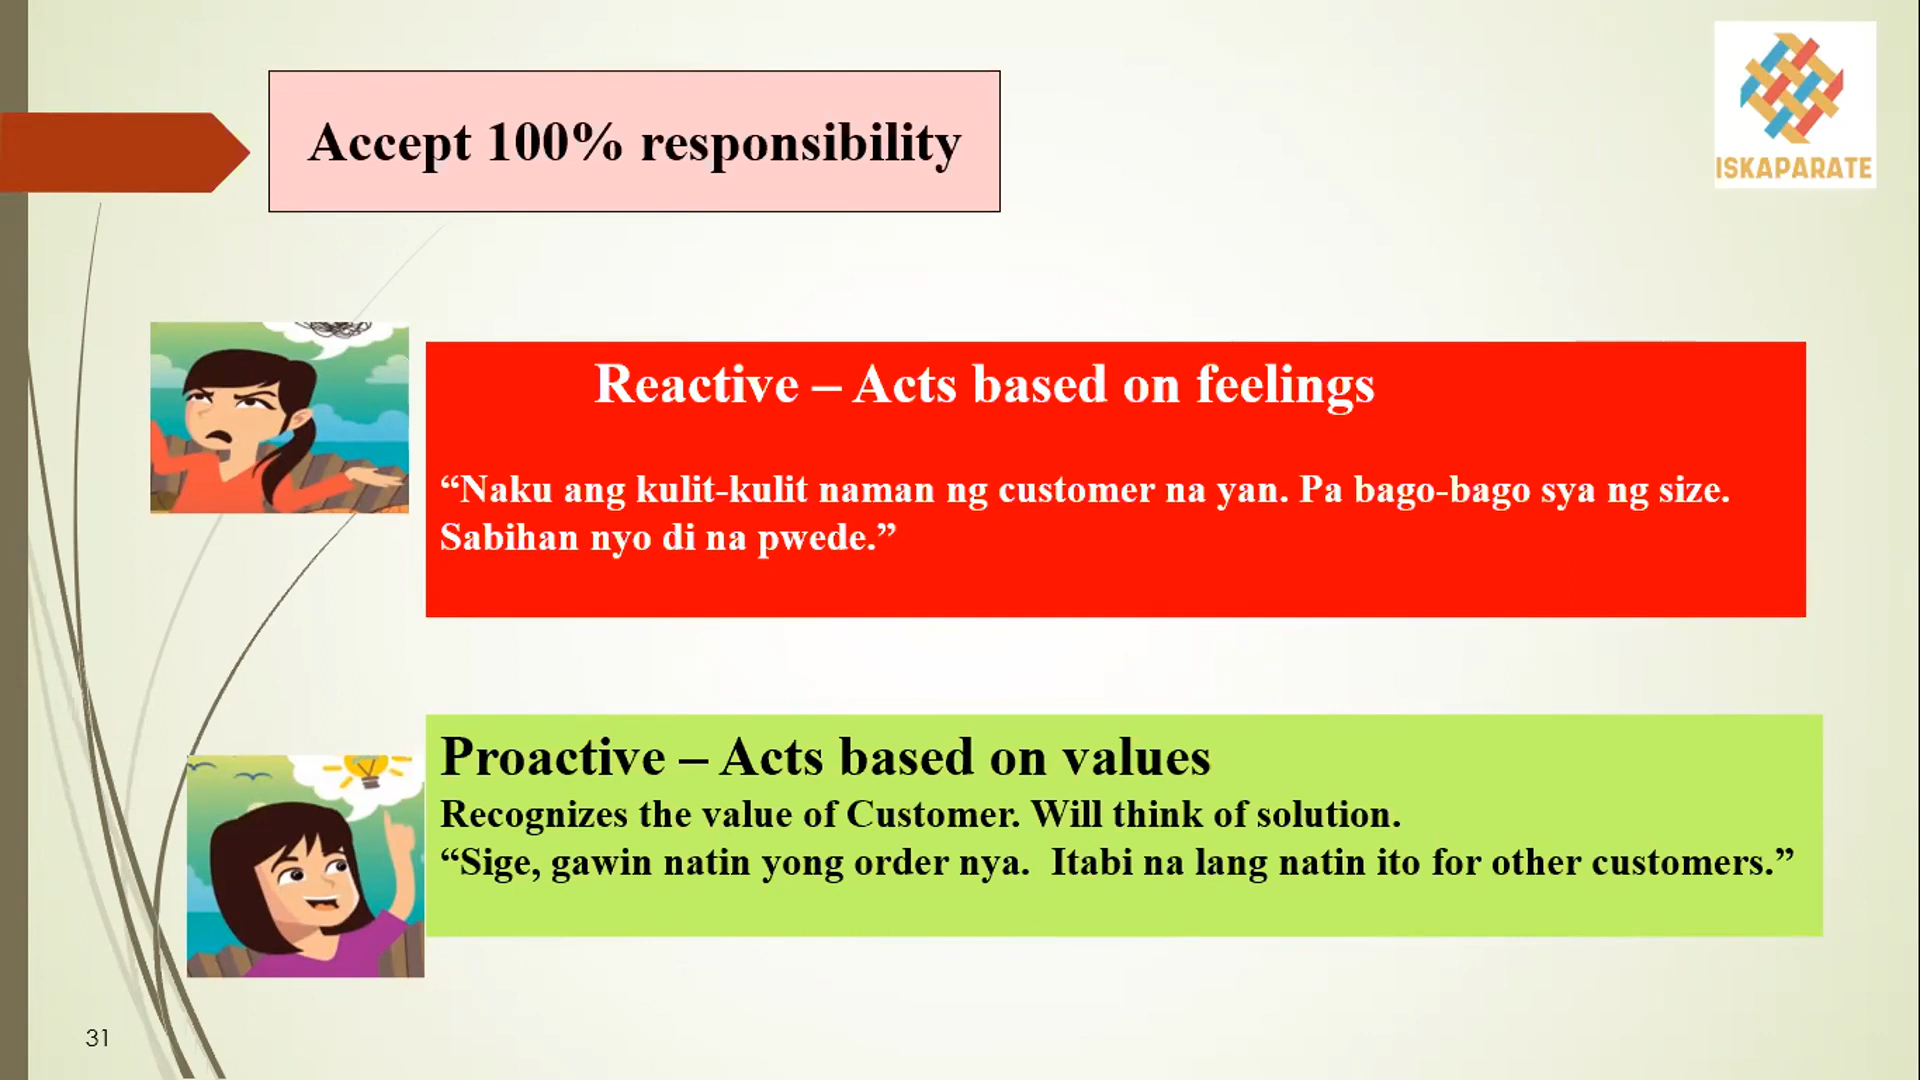 ISKAPARATE
Accept 100% responsibility
Reactive – Acts based on feelings
“Naku ang kulit-kulit naman ng customer na yan. Pa bago-bago sya ng size.
Sabihan nyo di na pwede.”
Proactive – Acts based on values
Recognizes the value of Customer. Will think of solution.
“Sige, gawin natin yong order nya.  Itabi na lang natin ito for other customers.”
31